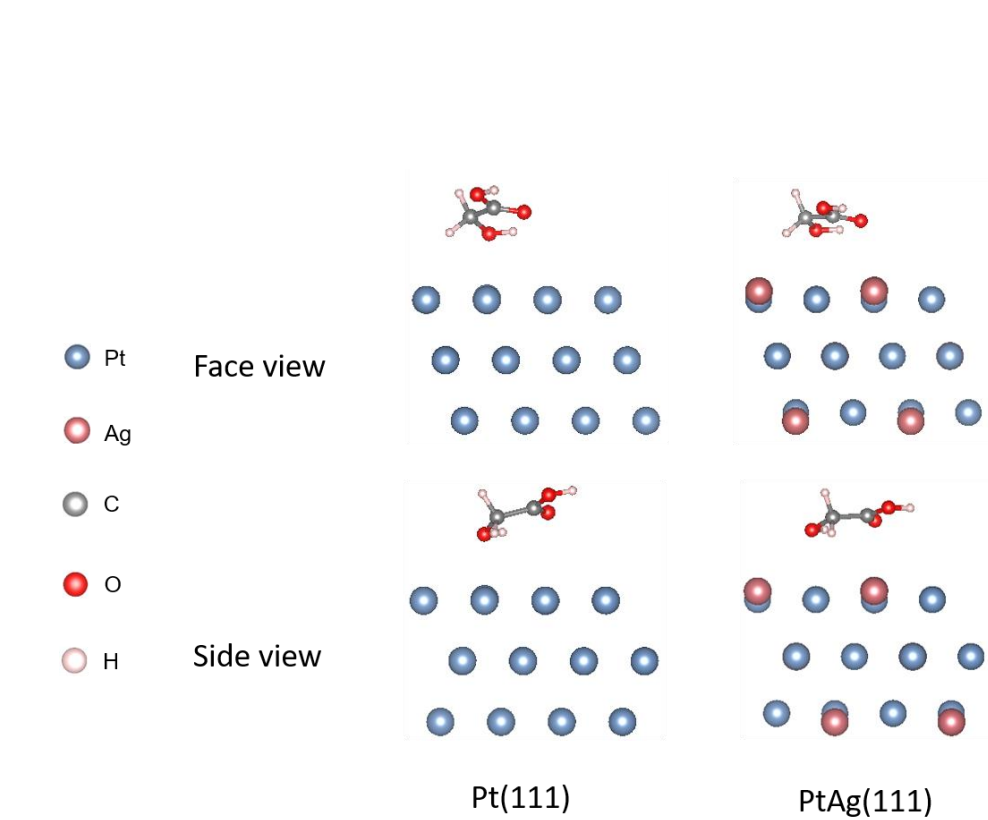 Pt
Face view
Ag
C
O
H
Side view
Pt(111)
PtAg(111)